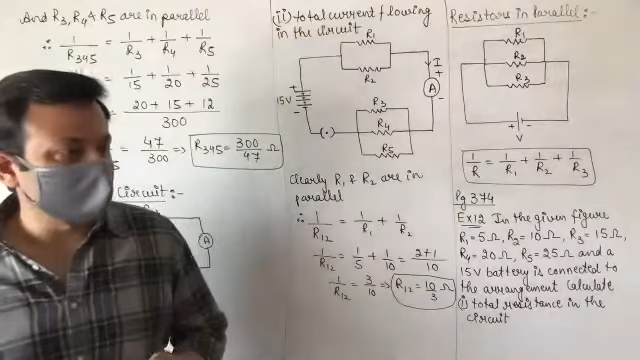 And R3, R4 & R5 are in parallel
∴ 1/R345 = 1/R3 + 1/R4 + 1/R5
= 1/15 + 1/20 + 1/25
= 20 + 15 + 12 / 300
= 47/300 => R345 = 300/47 Ω
Circuit :-
A
(ii) total current flowing
in the circuit
R1
R2
I
+
A
-
+
15V
-
(•)
R3
R4
R5
Clearly R1 & R2 are in
parallel
∴ 1/R12 = 1/R1 + 1/R2
1/R12 = 1/5 + 1/10 = 2+1/10
1/R12 = 3/10 => R12 = 10/3 Ω
Resistors in Parallel :-
R1
R2
R3
+ -
V
1/R = 1/R1 + 1/R2 + 1/R3
Pg 374
Ex12 In the given figure
R1 = 5Ω, R2 = 10Ω, R3 = 15Ω,
R4 = 20Ω, R5 = 25Ω and a
15V battery is connected to
the arrangement Calculate
(i) total resistance in the
circuit